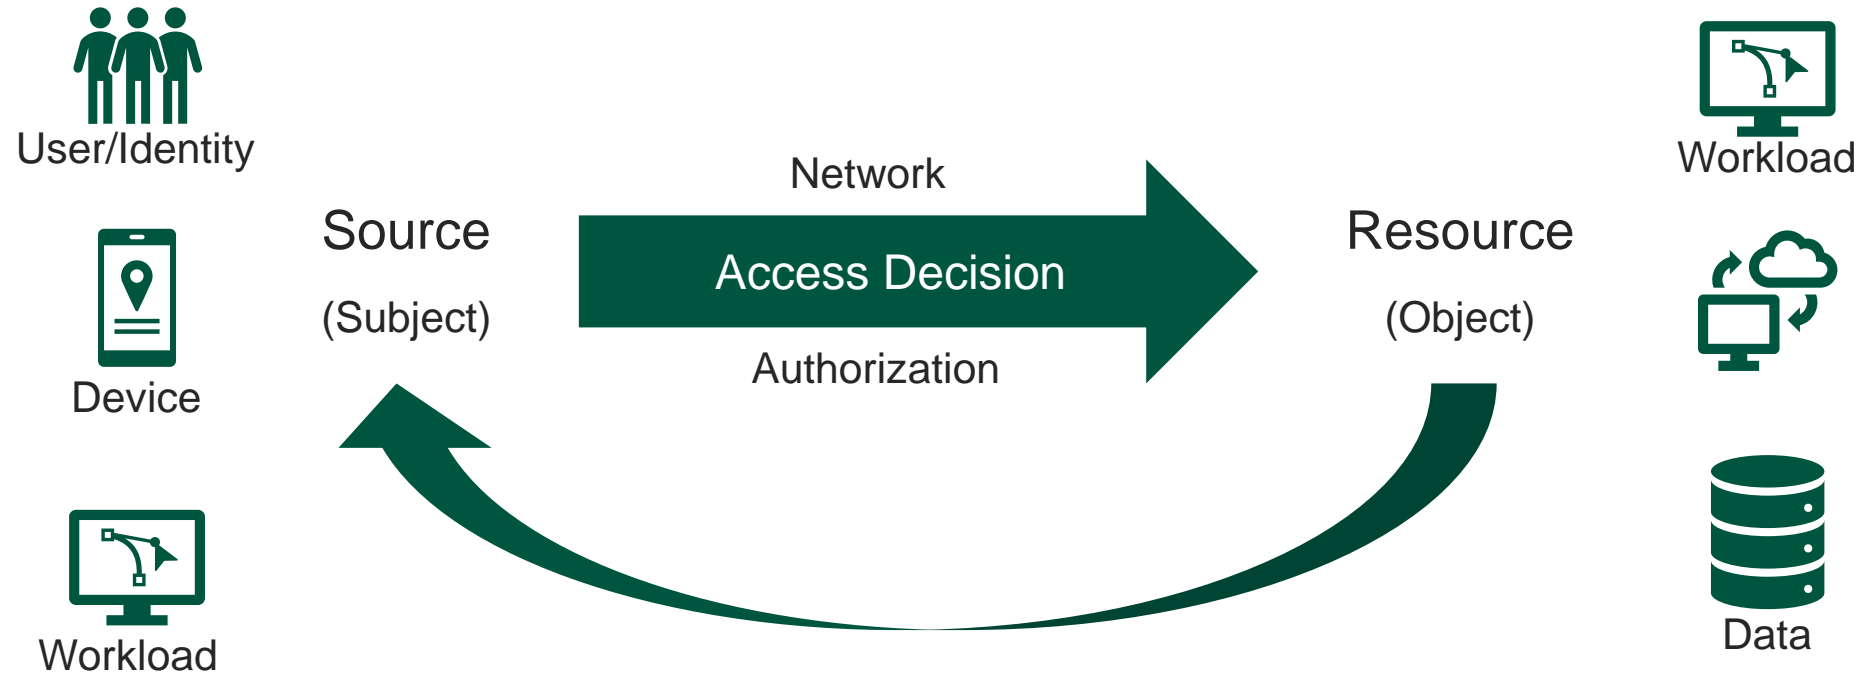 User/Identity
Device
Workload
Source
(Subject)
Network
Access Decision
Authorization
Resource
(Object)
Workload
Data